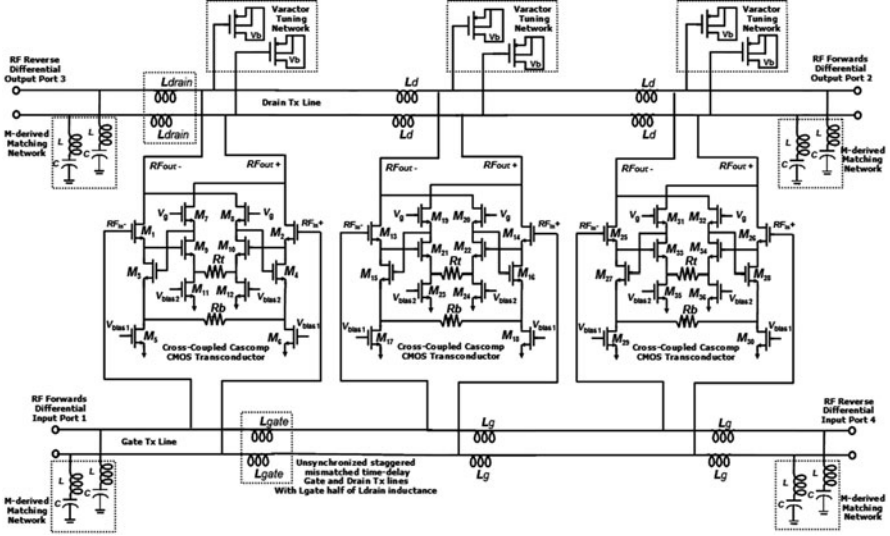 Varactor
Tuning
Network
Vb
Vb
Varactor
Tuning
Network
Vb
Vb
Varactor
Tuning
Network
Vb
Vb
RF Reverse
Differential
Output Port 3
RF Forwards
Differential
Output Port 2
Ldrain
Ld
Ld
Drain Tx Line
Ldrain
Ld
Ld
M-derived
Matching
Network
L
L
C
C
M-derived
Matching
Network
L
L
C
C
RFout -
RFout +
RFout -
RFout +
RFout -
RFout +
RFin-
Vg
M7
M8
Vg
RFin+
M1
M2
M9
M10
M3
M4
Rt
M11
M12
Vbias2
Vbias2
Rb
Vbias1
Vbias1
M5
M6
Cross-Coupled Cascomp
CMOS Transconductor
RFin-
Vg
M19
M20
Vg
RFin+
M13
M14
M21
M22
M15
M16
Rt
M23
M24
Vbias2
Vbias2
Rb
Vbias1
Vbias1
M17
M18
Cross-Coupled Cascomp
CMOS Transconductor
RFin-
Vg
M31
M32
Vg
RFin+
M25
M26
M33
M34
M27
M28
Rt
M35
M36
Vbias2
Vbias2
Rb
Vbias1
Vbias1
M29
M30
Cross-Coupled Cascomp
CMOS Transconductor
RF Forwards
Differential
Input Port 1
RF Reverse
Differential
Input Port 4
Lgate
Lg
Lg
Gate Tx Line
Lgate
Lg
Lg
Unsynchronized staggered
mismatched time-delay
Gate and Drain Tx lines
With Lgate half of Ldrain inductance
M-derived
Matching
Network
L
L
C
C
M-derived
Matching
Network
L
L
C
C